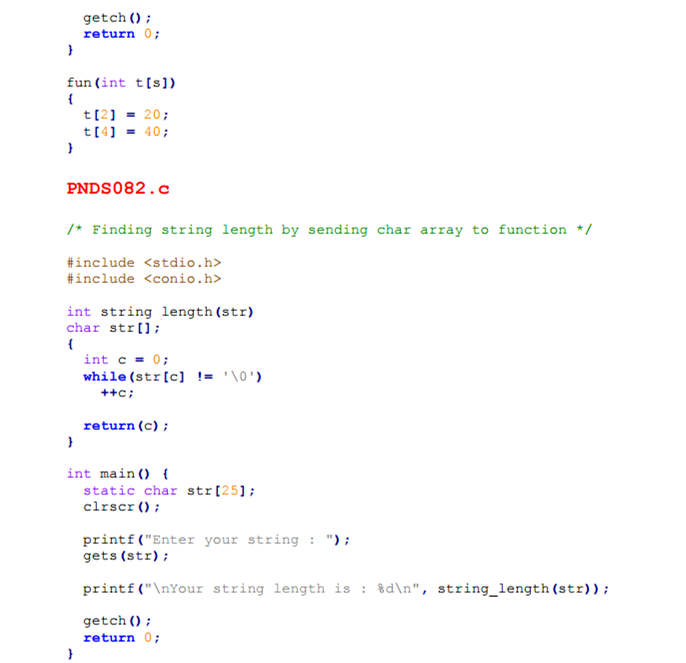 getch();
return 0;
}
fun(int t[s])
{
t[2] = 20;
t[4] = 40;
}
PNDS082.c
/* Finding string length by sending char array to function */
#include <stdio.h>
#include <conio.h>
int string length(str)
char str[];
{
int c = 0;
while(str[c] != '\0')
++c;
return(c);
}
int main() {
static char str[25];
clrscr();
printf("Enter your string : ");
gets(str);
printf("\nYour string length is : %d\n", string_length(str));
getch();
return 0;
}